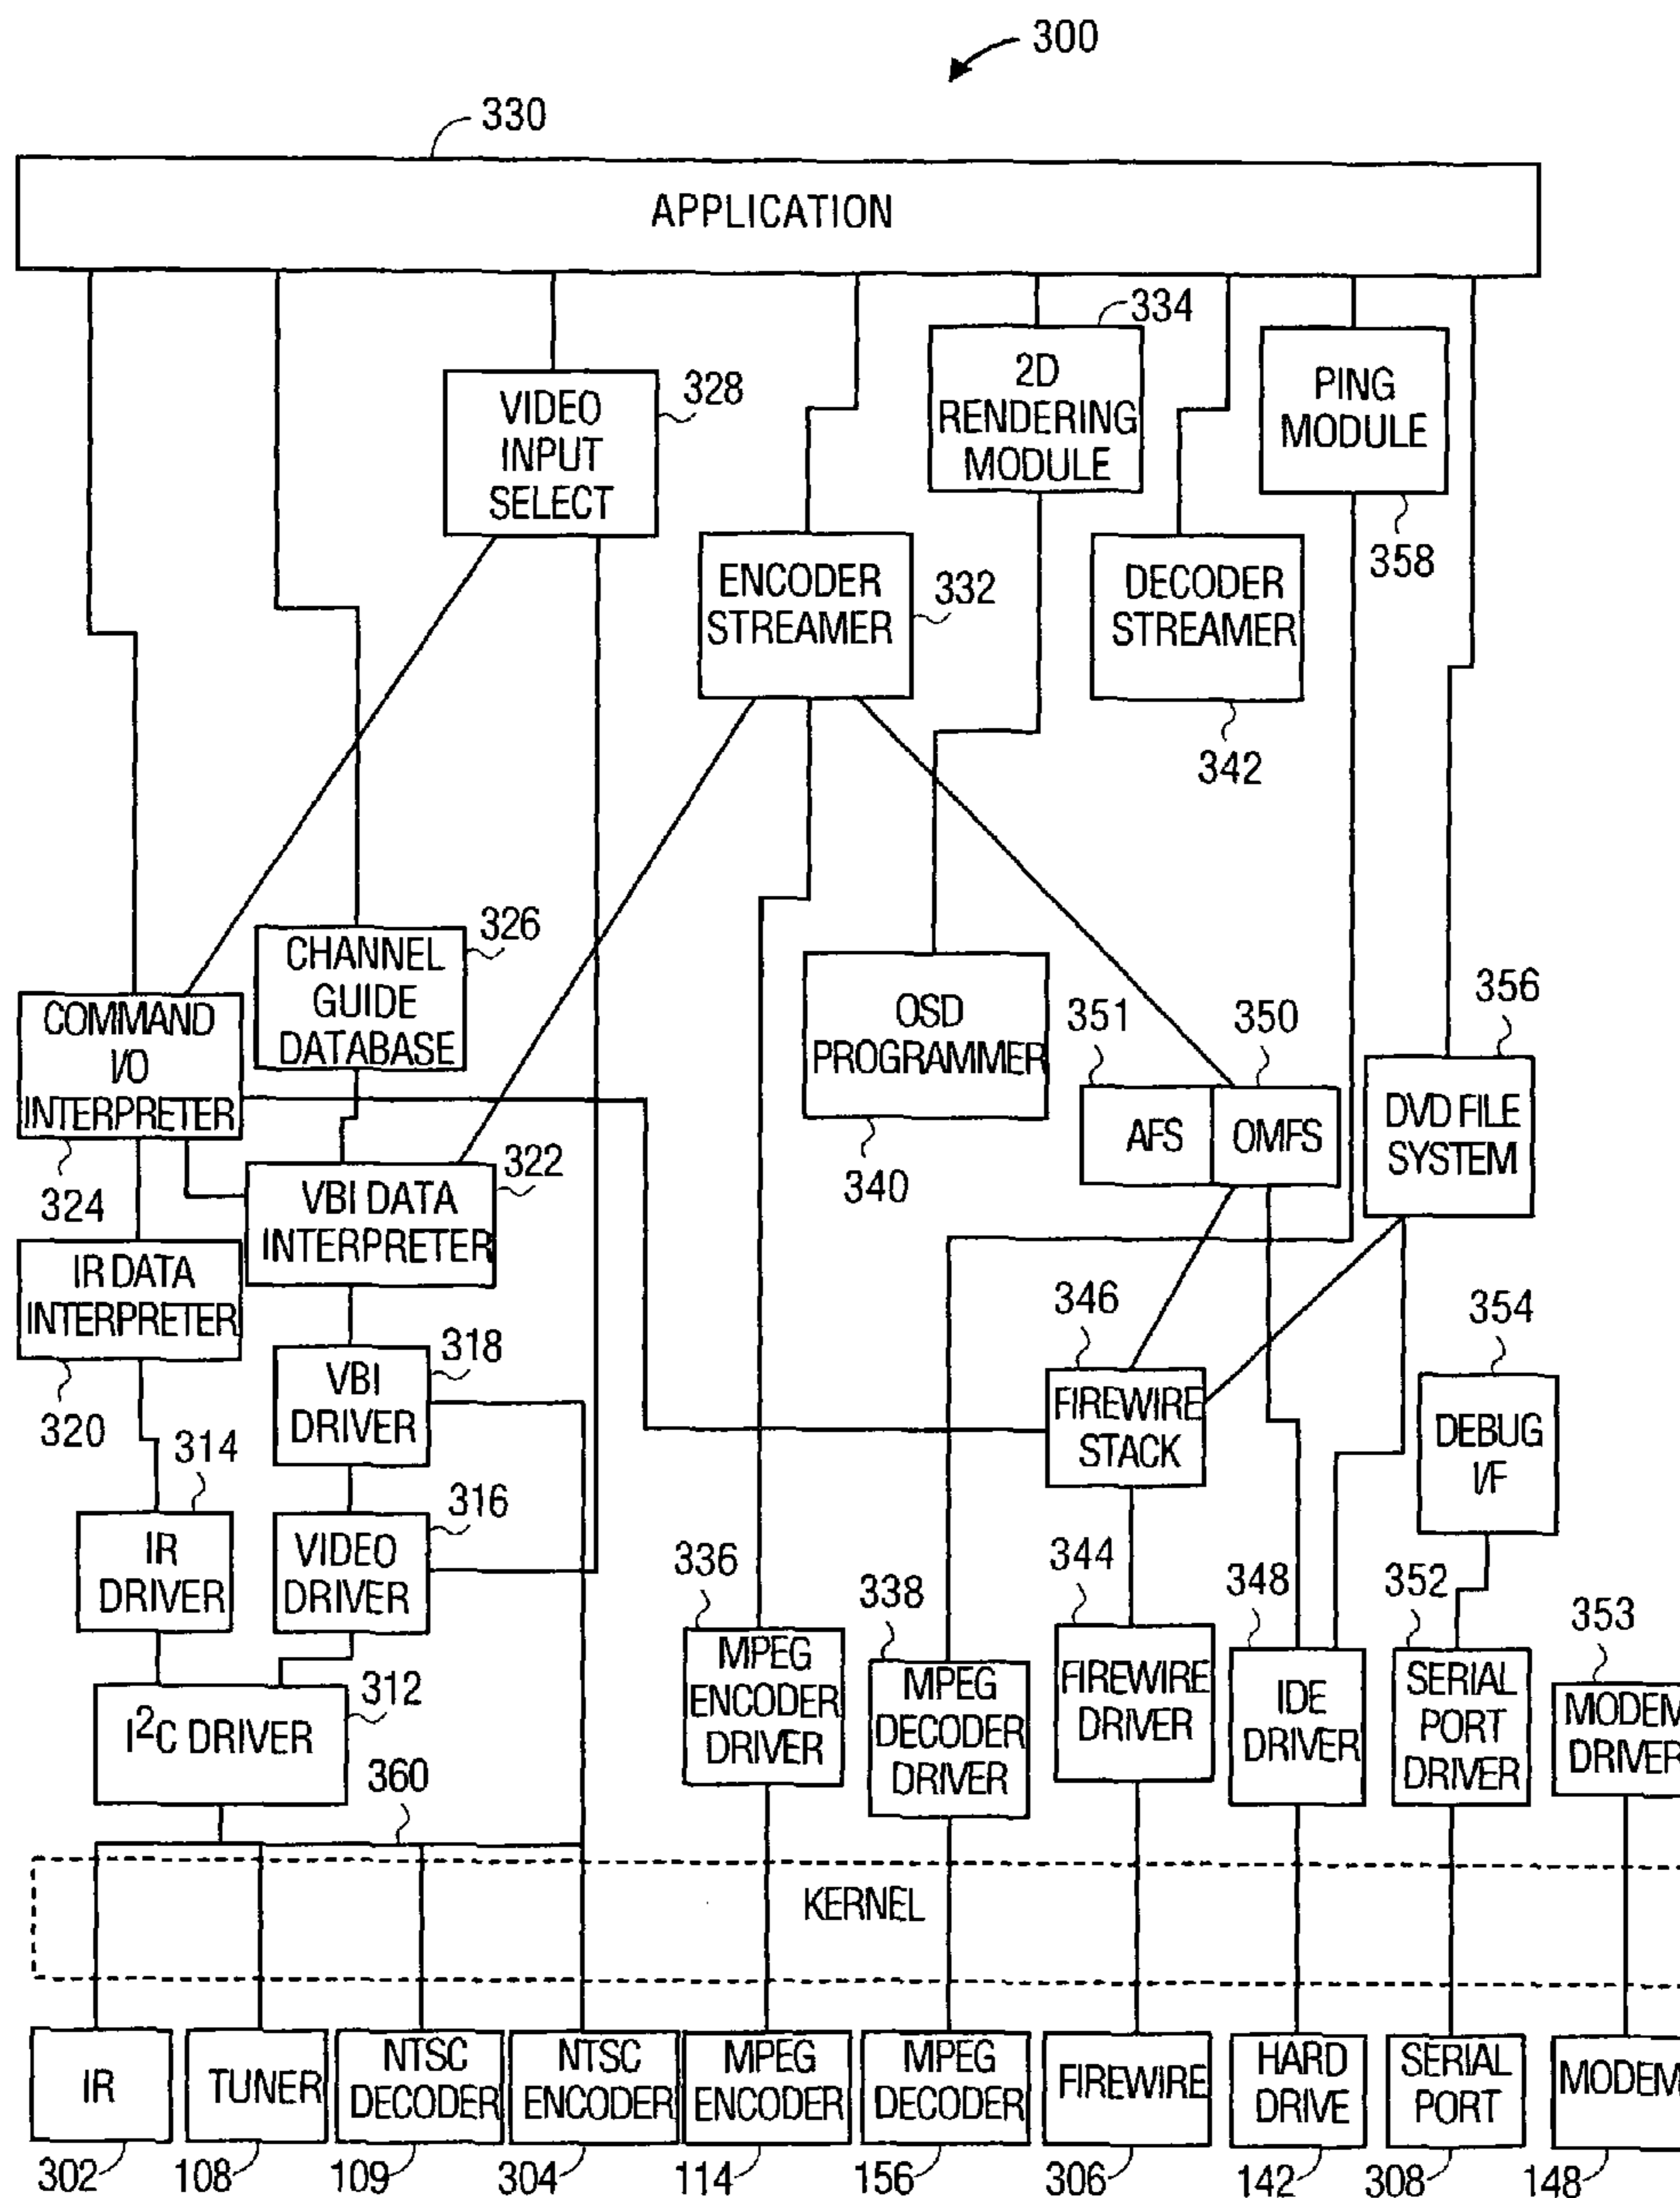 300
330
APPLICATION
334
328
VIDEO
INPUT
SELECT
2D
RENDERING
MODULE
PING
MODULE
358
ENCODER
STREAMER
332
DECODER
STREAMER
342
326
CHANNEL
GUIDE
DATABASE
COMMAND
I/O
INTERPRETER
324
OSD
PROGRAMMER
340
351
350
AFS
OMFS
356
DVD FILE
SYSTEM
322
VBI DATA
INTERPRETER
IR DATA
INTERPRETER
320
318
VBI
DRIVER
346
FIREWIRE
STACK
354
DEBUG
I/F
314
IR
DRIVER
316
VIDEO
DRIVER
312
I²C DRIVER
336
MPEG
ENCODER
DRIVER
338
MPEG
DECODER
DRIVER
344
FIREWIRE
DRIVER
348
IDE
DRIVER
352
SERIAL
PORT
DRIVER
353
MODEM
DRIVER
360
KERNEL
IR
TUNER
NTSC
DECODER
NTSC
ENCODER
MPEG
ENCODER
MPEG
DECODER
FIREWIRE
HARD
DRIVE
SERIAL
PORT
MODEM
302
108
109
304
114
156
306
142
308
148